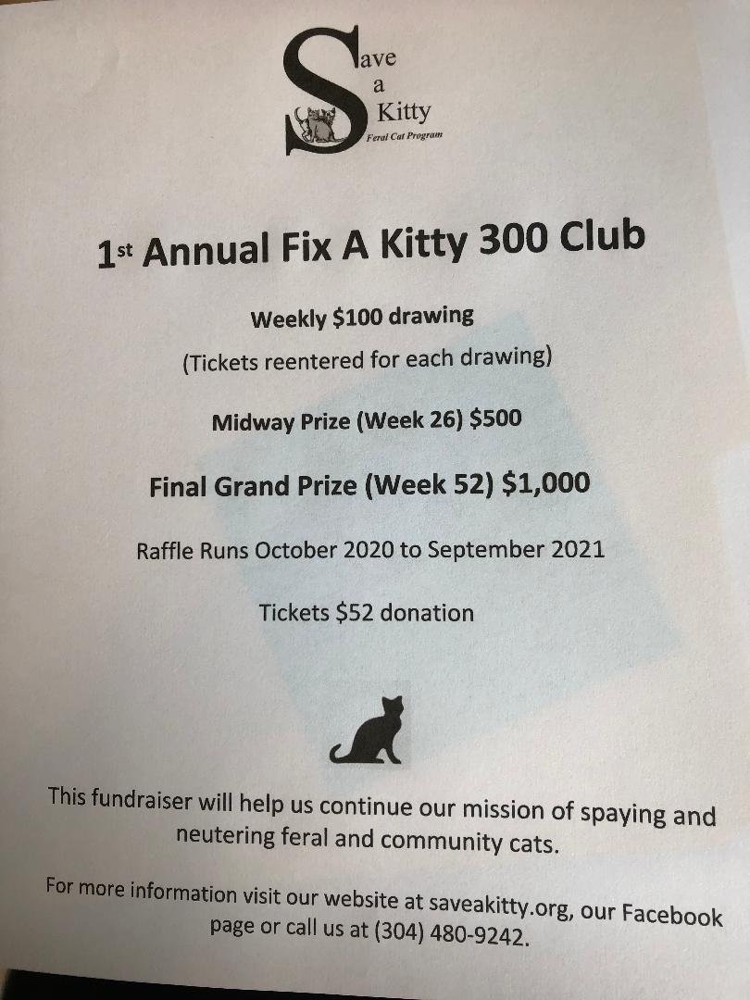 Save
a
Kitty
Feral Cat Program
1st Annual Fix A Kitty 300 Club
Weekly $100 drawing
(Tickets reentered for each drawing)
Midway Prize (Week 26) $500
Final Grand Prize (Week 52) $1,000
Raffle Runs October 2020 to September 2021
Tickets $52 donation
This fundraiser will help us continue our mission of spaying and
neutering feral and community cats.
For more information visit our website at saveakitty.org, our Facebook
page or call us at (304) 480-9242.